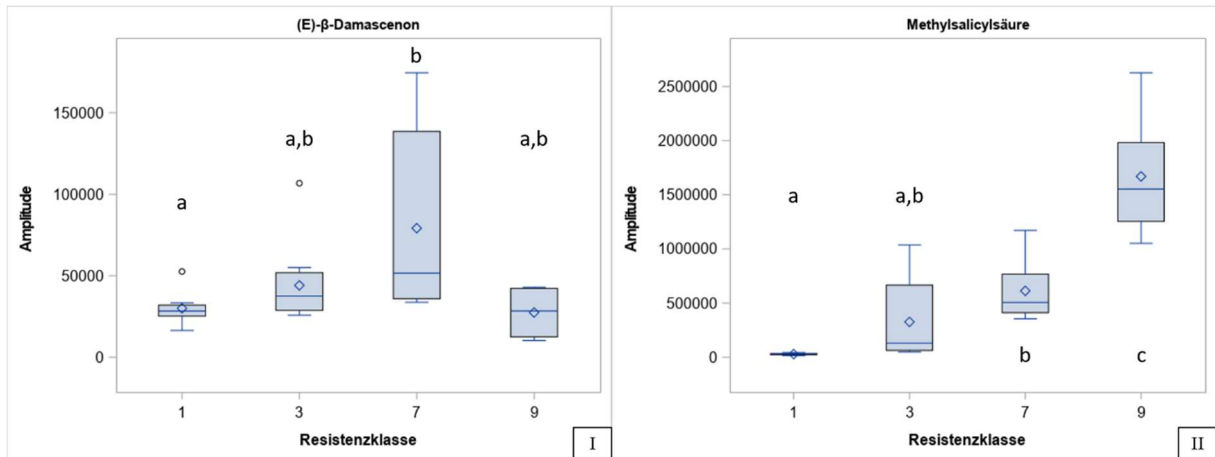 (E)-β-Damascenon
b
150000
a,b
a,b
100000
a
50000
0
Amplitude
1 3 7 9
Resistenzklasse
I
Methylsalicylsäure
2500000
2000000
1500000
a
a,b
1000000
500000
0
b
c
Amplitude
1 3 7 9
Resistenzklasse
II